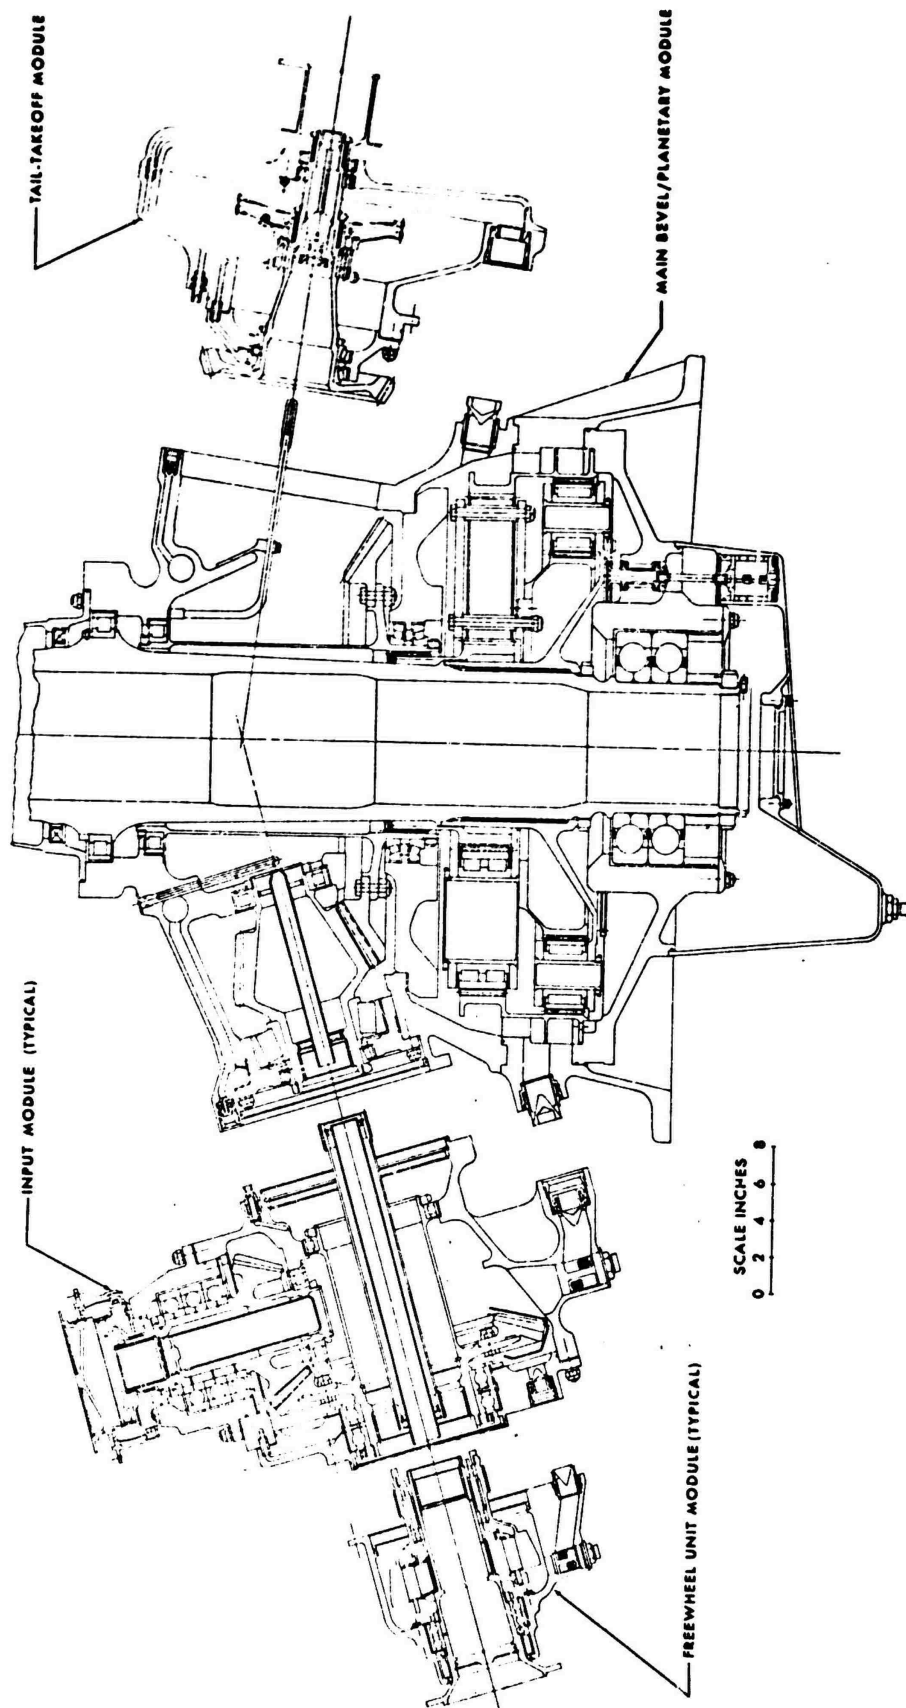 TAIL-TAKEOFF MODULE
MAIN BEVEL/PLANETARY MODULE
INPUT MODULE (TYPICAL)
FREEWHEEL UNIT MODULE (TYPICAL)
SCALE INCHES
0 2 4 6 8